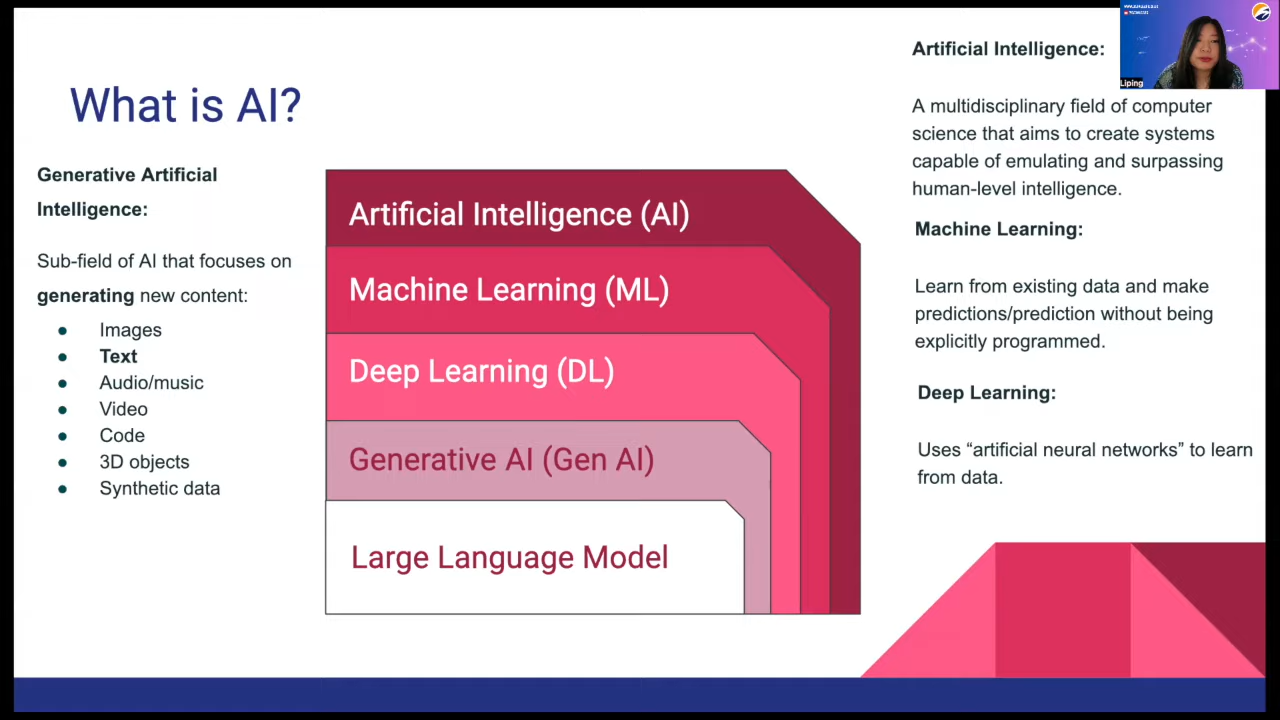 What is AI?
Generative Artificial
Intelligence:
Sub-field of AI that focuses on
generating new content:
● Images
● Text
● Audio/music
● Video
● Code
● 3D objects
● Synthetic data
Artificial Intelligence (AI)
Machine Learning (ML)
Deep Learning (DL)
Generative AI (Gen AI)
Large Language Model
Artificial Intelligence:
A multidisciplinary field of computer
science that aims to create systems
capable of emulating and surpassing
human-level intelligence.
Machine Learning:
Learn from existing data and make
predictions/prediction without being
explicitly programmed.
Deep Learning:
Uses “artificial neural networks” to learn
from data.
Liping